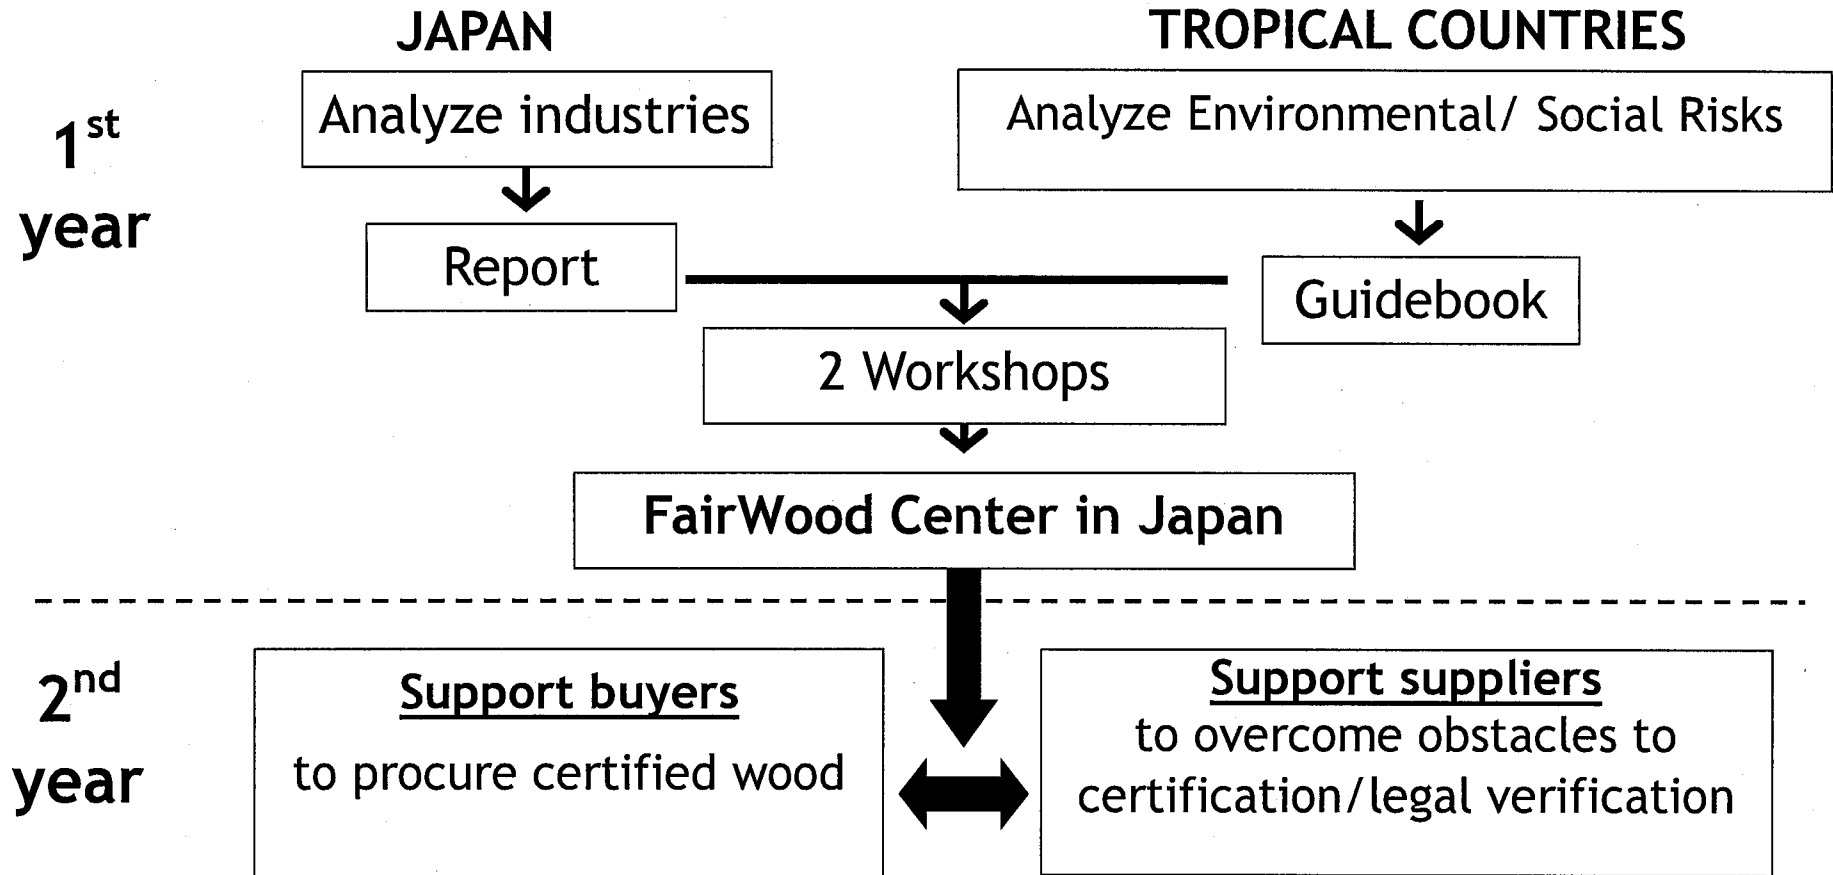 JAPAN
TROPICAL COUNTRIES
1st
year
Analyze industries
Analyze Environmental/ Social Risks
Report
Guidebook
2 Workshops
FairWood Center in Japan
2nd
year
Support buyers
to procure certified wood
Support suppliers
to overcome obstacles to
certification/legal verification